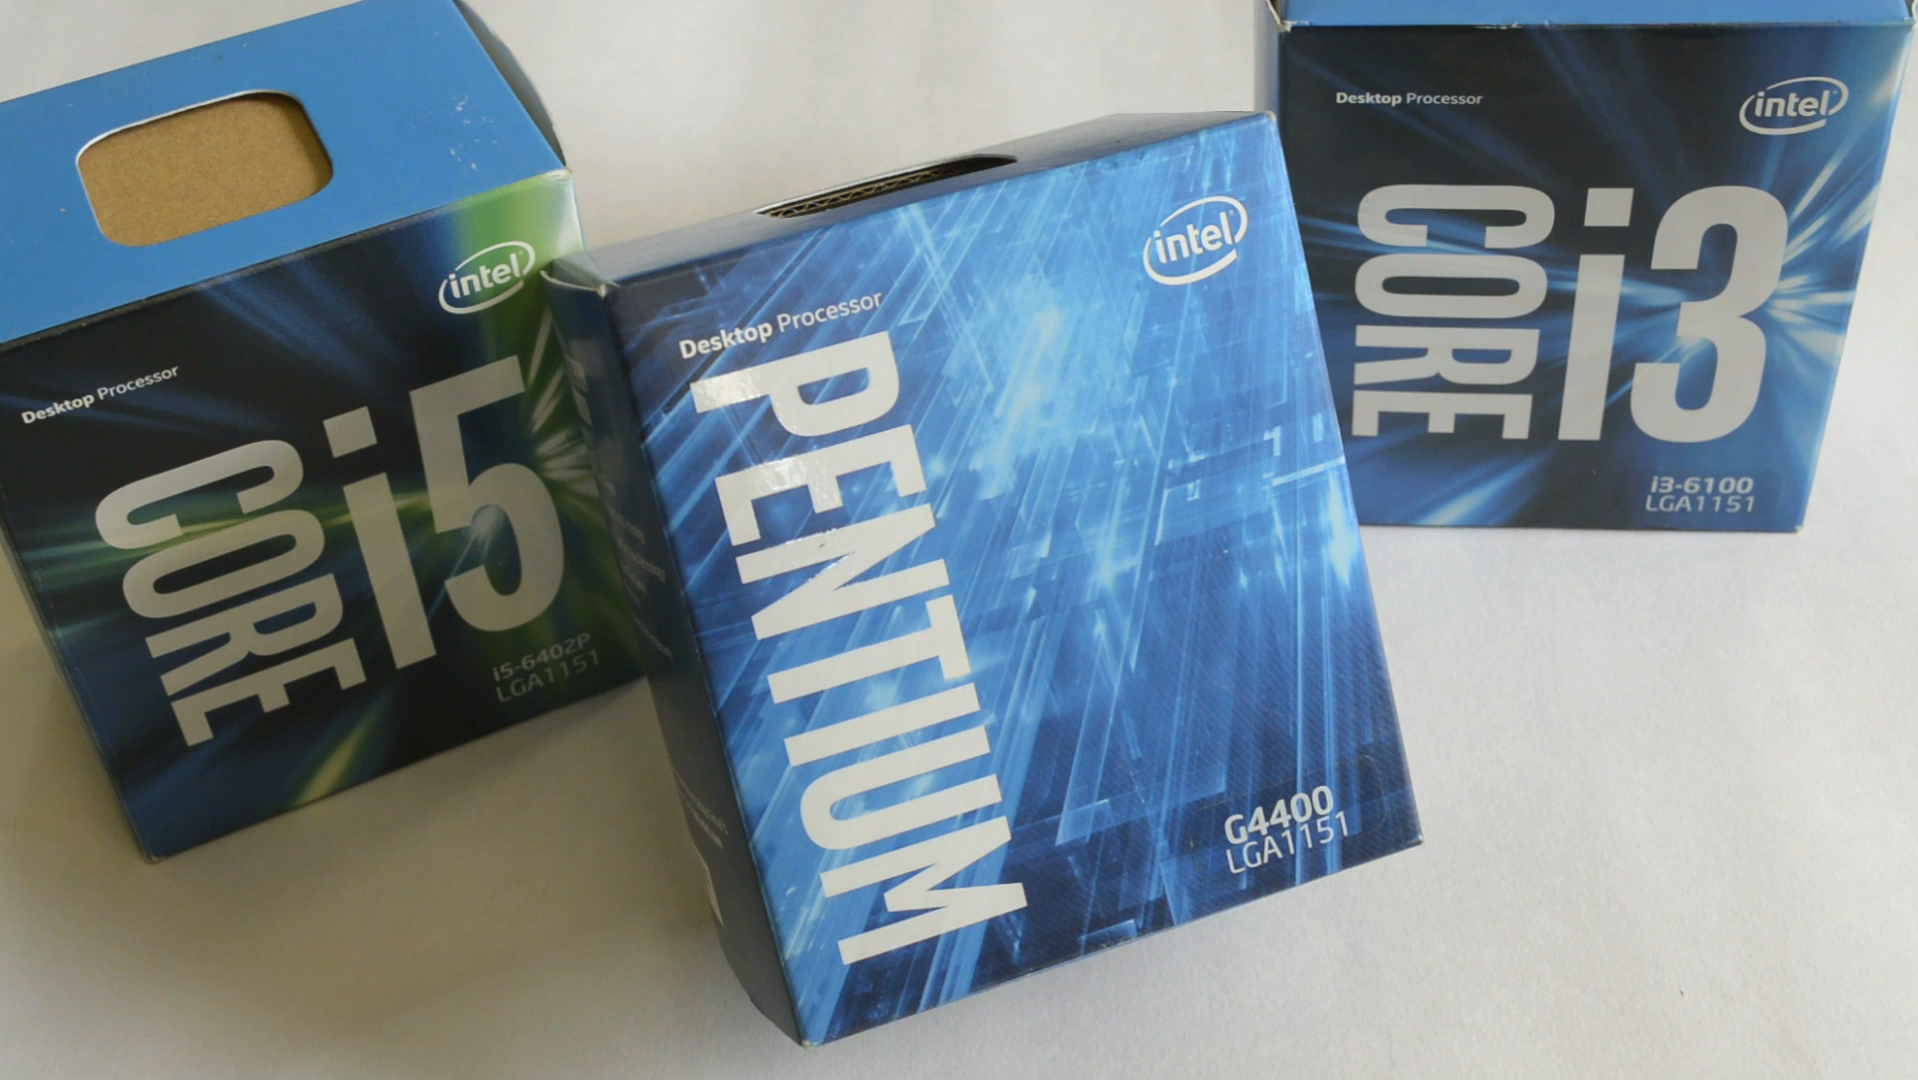 intel
Desktop Processor
CORE i5
i5-6402P
LGA1151
intel
Desktop Processor
PENTIUM
G4400
LGA1151
Desktop Processor
intel
CORE i3
i3-6100
LGA1151